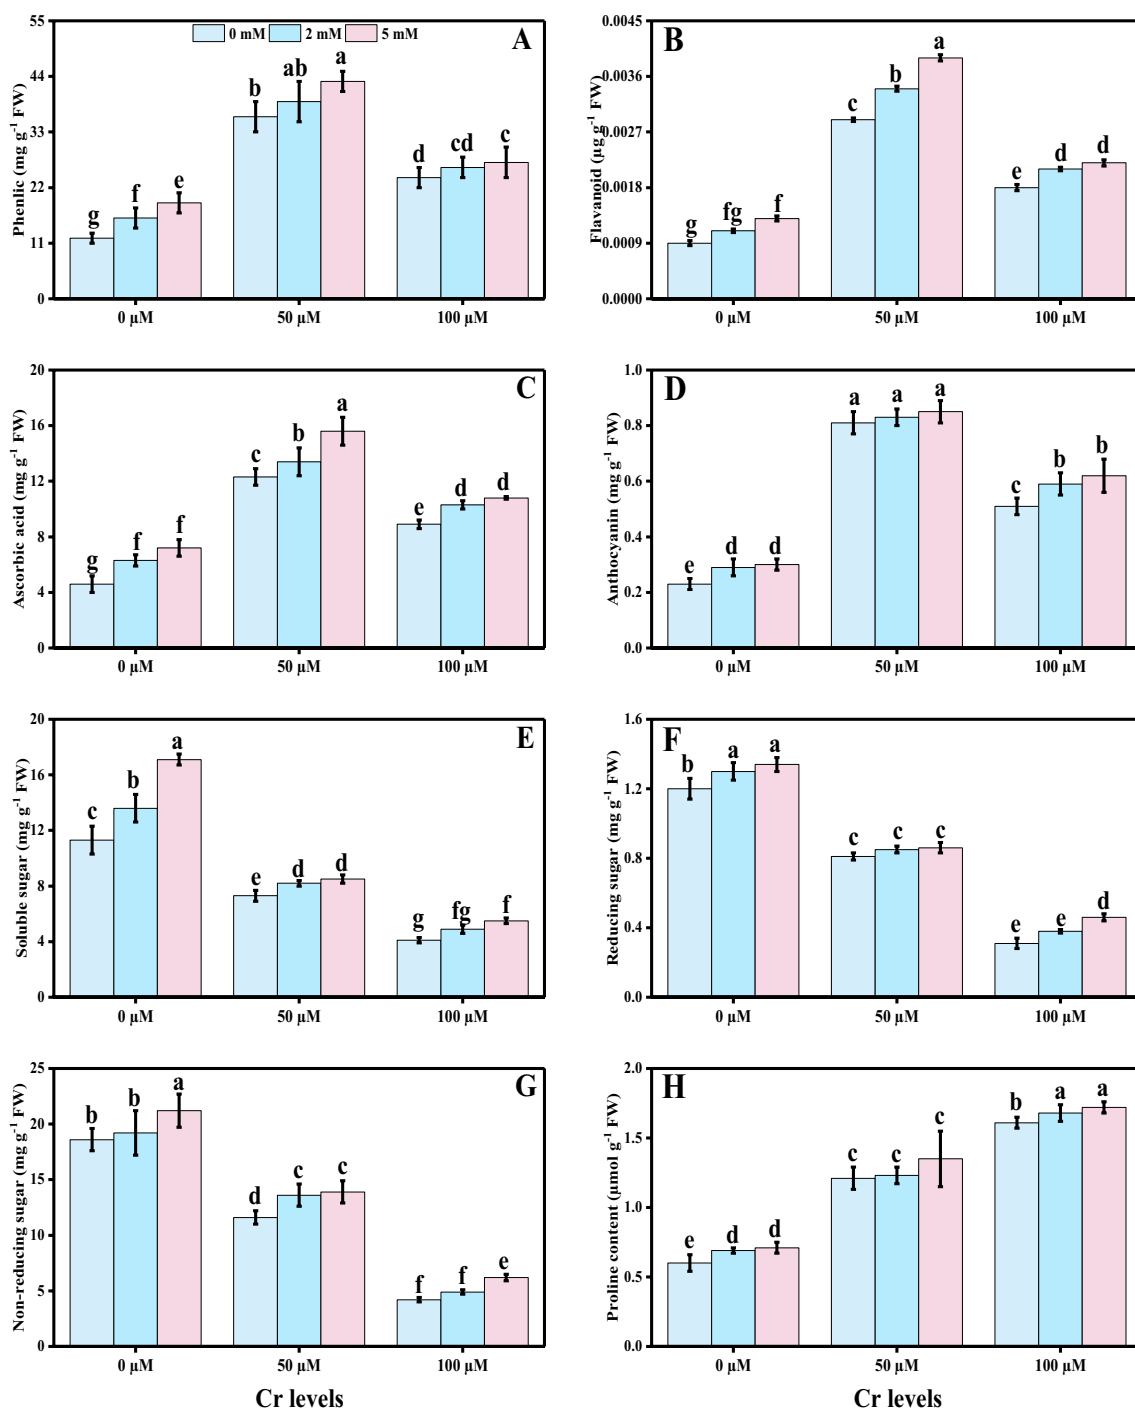 0 mM 2 mM 5 mM
A
Phenlic (mg g⁻¹ FW)
55
44
33
22
11
0
g f e b ab a d cd c
0 µM 50 µM 100 µM
B
Flavanoid (µg g⁻¹ FW)
0.0045
0.0036
0.0027
0.0018
0.0009
0.0000
g fg f c b a e d d
0 µM 50 µM 100 µM
C
Ascorbic acid (mg g⁻¹ FW)
20
16
12
8
4
0
g f f c b a e d d
0 µM 50 µM 100 µM
D
Anthocyanin (mg g⁻¹ FW)
1.0
0.8
0.6
0.4
0.2
0.0
e d d a a a c b b
0 µM 50 µM 100 µM
E
Soluble sugar (mg g⁻¹ FW)
20
16
12
8
4
0
c b a e d d g fg f
0 µM 50 µM 100 µM
F
Reducing sugar (mg g⁻¹ FW)
1.6
1.2
0.8
0.4
0.0
b a a c c c e e d
0 µM 50 µM 100 µM
G
Non-reducing sugar (mg g⁻¹ FW)
25
20
15
10
5
0
b b a d c c f f e
0 µM 50 µM 100 µM
Cr levels
H
Proline content (µmol g⁻¹ FW)
2.0
1.5
1.0
0.5
0.0
e d d c c c b a a
0 µM 50 µM 100 µM
Cr levels